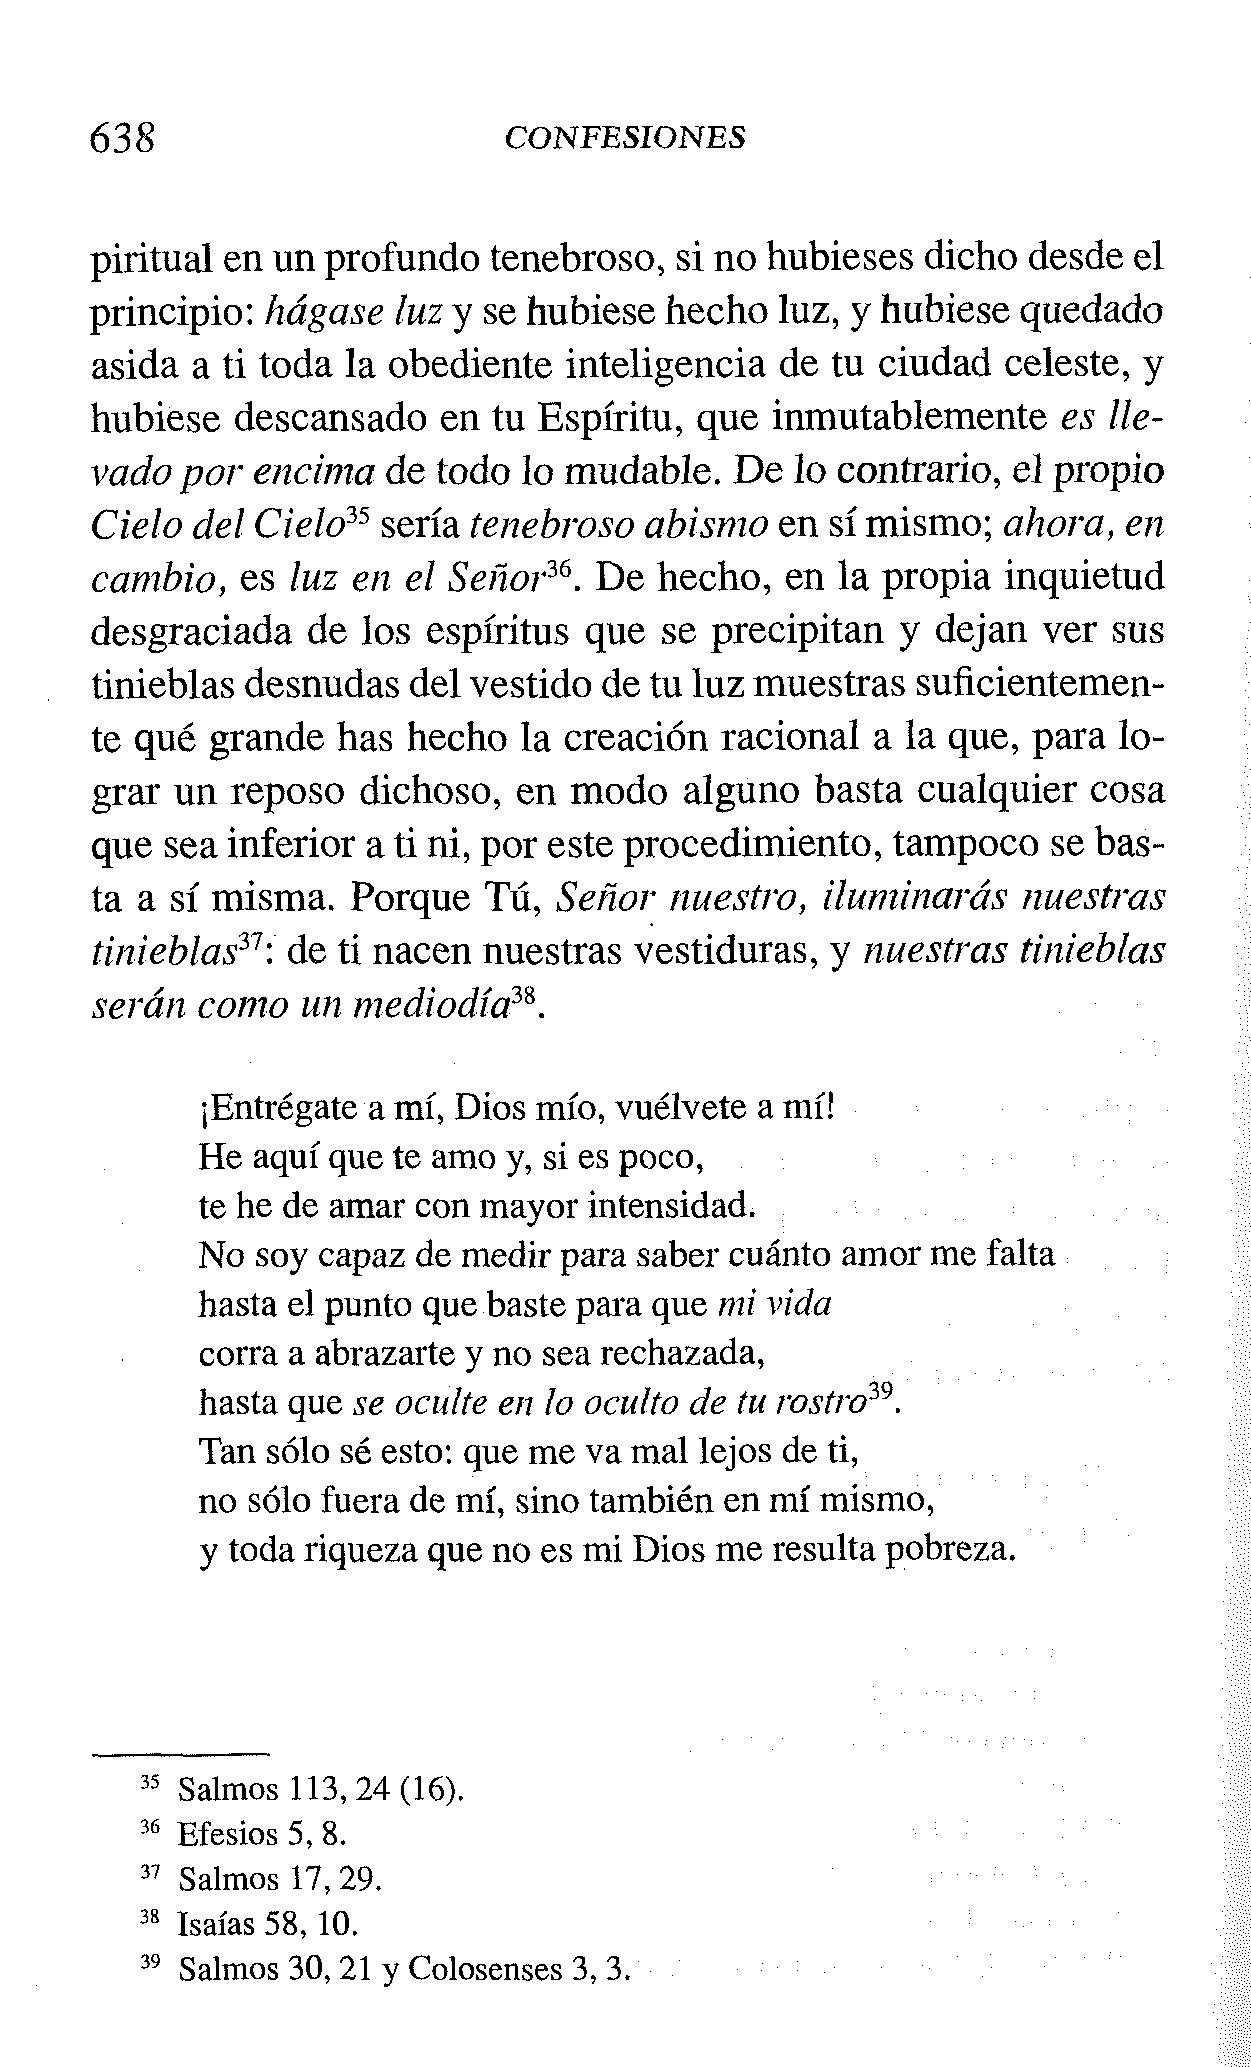 638 CONFESIONES
piritual en un profundo tenebroso, si no hubieses dicho desde el
principio: hágase luz y se hubiese hecho luz, y hubiese quedado
asida a ti toda la obediente inteligencia de tu ciudad celeste, y
hubiese descansado en tu Espíritu, que inmutablemente es lle-
vado por encima de todo lo mudable. De lo contrario, el propio
Cielo del Cielo³⁵ sería tenebroso abismo en sí mismo; ahora, en
cambio, es luz en el Señor³⁶. De hecho, en la propia inquietud
desgraciada de los espíritus que se precipitan y dejan ver sus
tinieblas desnudas del vestido de tu luz muestras suficientemen-
te qué grande has hecho la creación racional a la que, para lo-
grar un reposo dichoso, en modo alguno basta cualquier cosa
que sea inferior a ti ni, por este procedimiento, tampoco se bas-
ta a sí misma. Porque Tú, Señor nuestro, iluminarás nuestras
tinieblas³⁷: de ti nacen nuestras vestiduras, y nuestras tinieblas
serán como un mediodía³⁸.
¡Entrégate a mí, Dios mío, vuélvete a mí!
He aquí que te amo y, si es poco,
te he de amar con mayor intensidad.
No soy capaz de medir para saber cuánto amor me falta
hasta el punto que baste para que mi vida
corra a abrazarte y no sea rechazada,
hasta que se oculte en lo oculto de tu rostro³⁹.
Tan sólo sé esto: que me va mal lejos de ti,
no sólo fuera de mí, sino también en mí mismo,
y toda riqueza que no es mi Dios me resulta pobreza.
³⁵ Salmos 113, 24 (16).
³⁶ Efesios 5, 8.
³⁷ Salmos 17, 29.
³⁸ Isaías 58, 10.
³⁹ Salmos 30, 21 y Colosenses 3, 3.